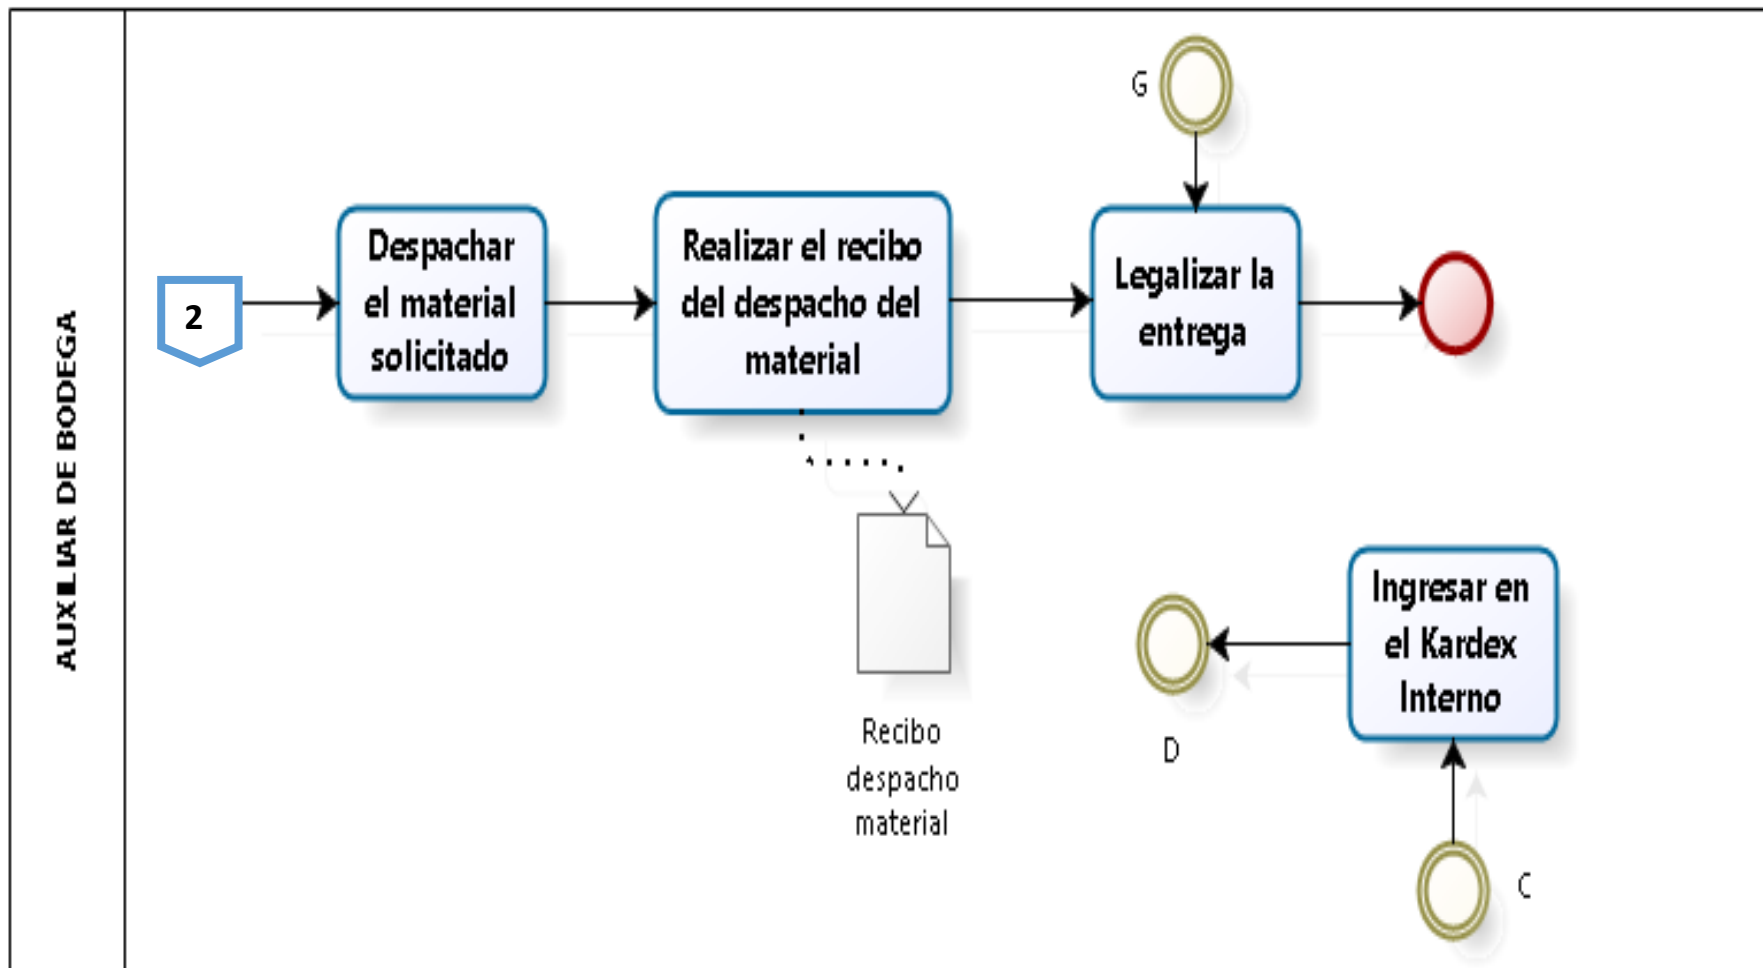 AUXILIAR DE BODEGA
2
Despachar
el material
solicitado
Realizar el recibo
del despacho del
material
G
Legalizar la
entrega
Recibo
despacho
material
D
Ingresar en
el Kardex
Interno
C